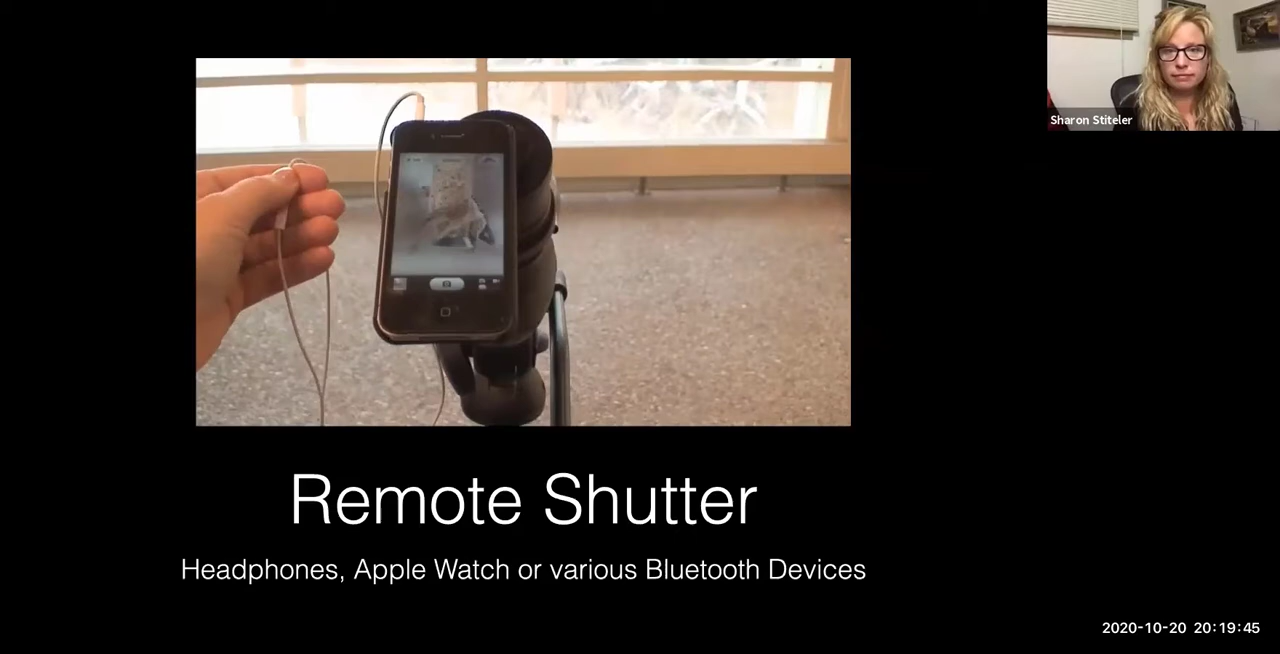 Sharon Stiteler
Remote Shutter
Headphones, Apple Watch or various Bluetooth Devices
2020-10-20 20:19:45